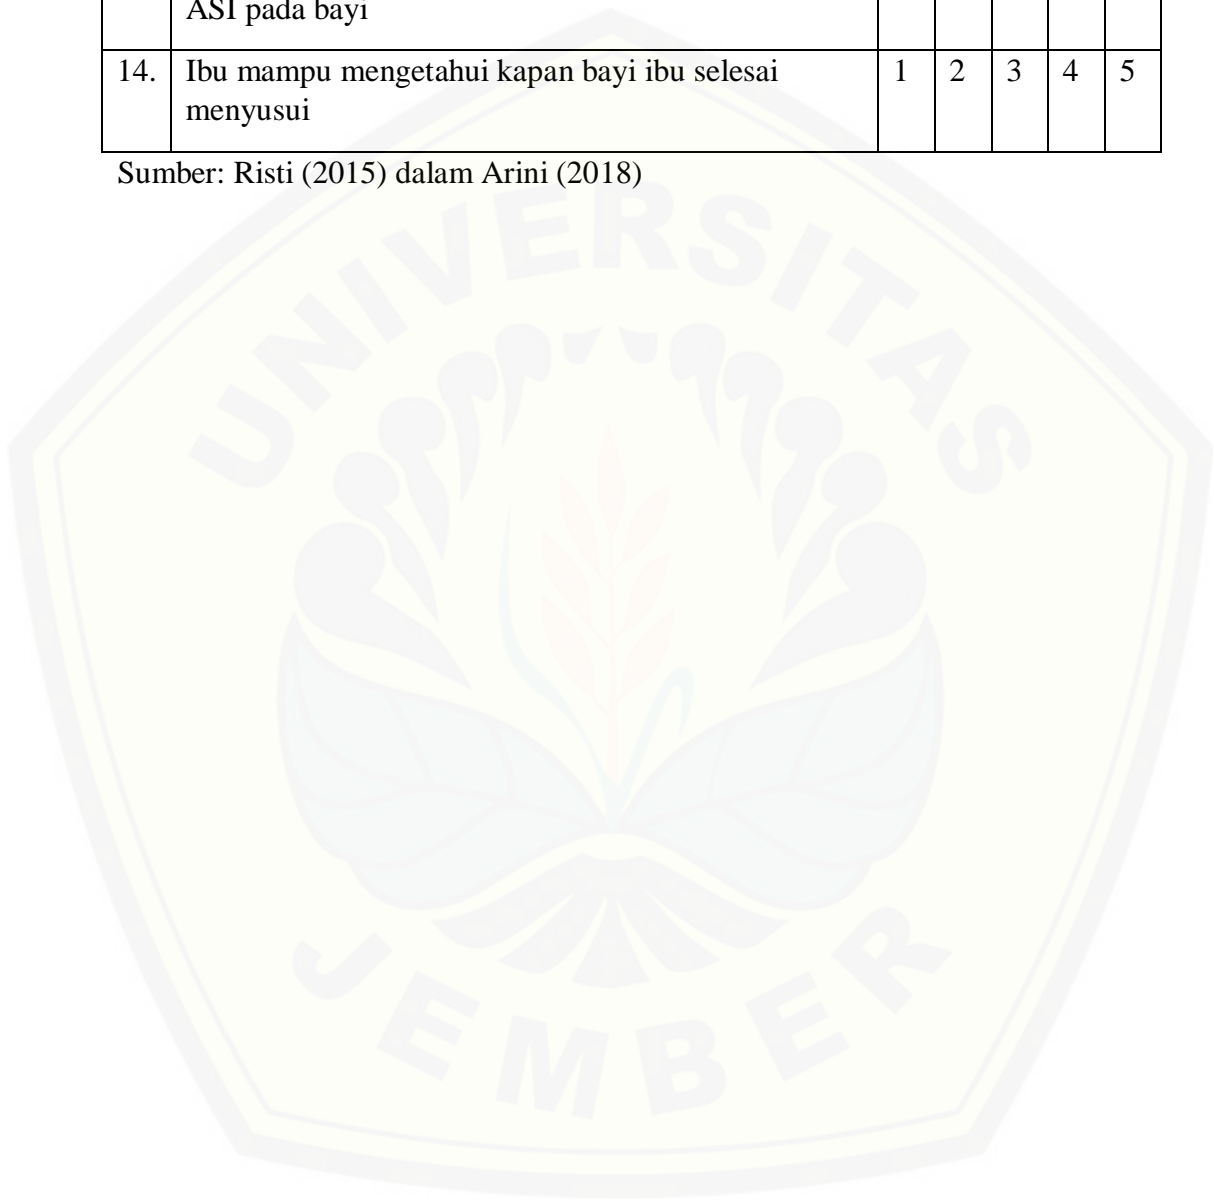 ASI pada bayi
14. Ibu mampu mengetahui kapan bayi ibu selesai 1 2 3 4 5
menyusui
Sumber: Risti (2015) dalam Arini (2018)
UNIVERSITAS
JEMBER